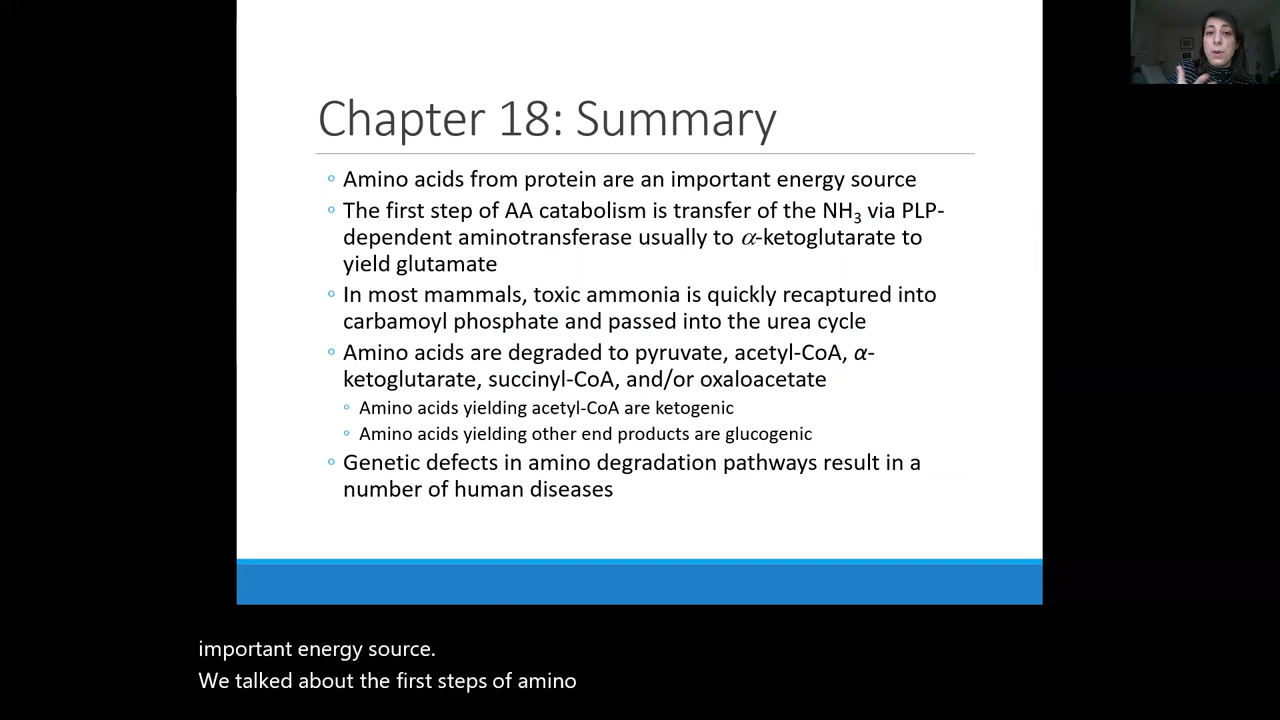 Chapter 18: Summary
◦ Amino acids from protein are an important energy source
◦ The first step of AA catabolism is transfer of the NH₃ via PLP-
dependent aminotransferase usually to α-ketoglutarate to
yield glutamate
◦ In most mammals, toxic ammonia is quickly recaptured into
carbamoyl phosphate and passed into the urea cycle
◦ Amino acids are degraded to pyruvate, acetyl-CoA, α-
ketoglutarate, succinyl-CoA, and/or oxaloacetate
◦ Amino acids yielding acetyl-CoA are ketogenic
◦ Amino acids yielding other end products are glucogenic
◦ Genetic defects in amino degradation pathways result in a
number of human diseases
important energy source.
We talked about the first steps of amino